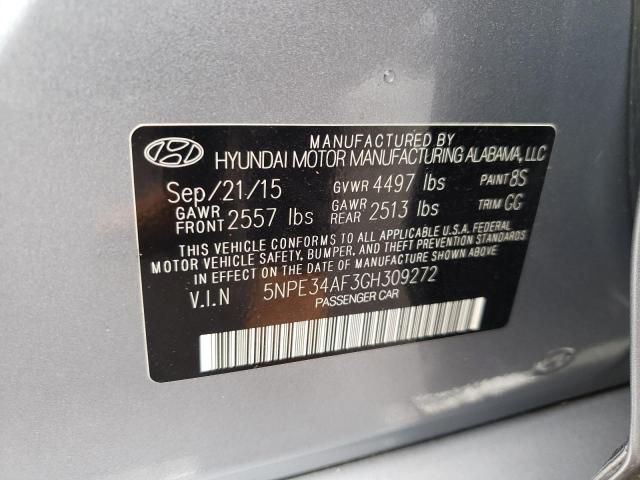 MANUFACTURED BY
HYUNDAI MOTOR MANUFACTURING ALABAMA, LLC
Sep/21/15 GVWR 4497 lbs PAINT 8S
GAWR FRONT 2557 lbs GAWR REAR 2513 lbs TRIM GG
THIS VEHICLE CONFORMS TO ALL APPLICABLE U.S.A. FEDERAL
MOTOR VEHICLE SAFETY, BUMPER, AND THEFT PREVENTION STANDARDS
IN EFFECT ON THE DATE OF MANUFACTURE SHOWN ABOVE.
V.I.N 5NPE34AF3GH309272
PASSENGER CAR